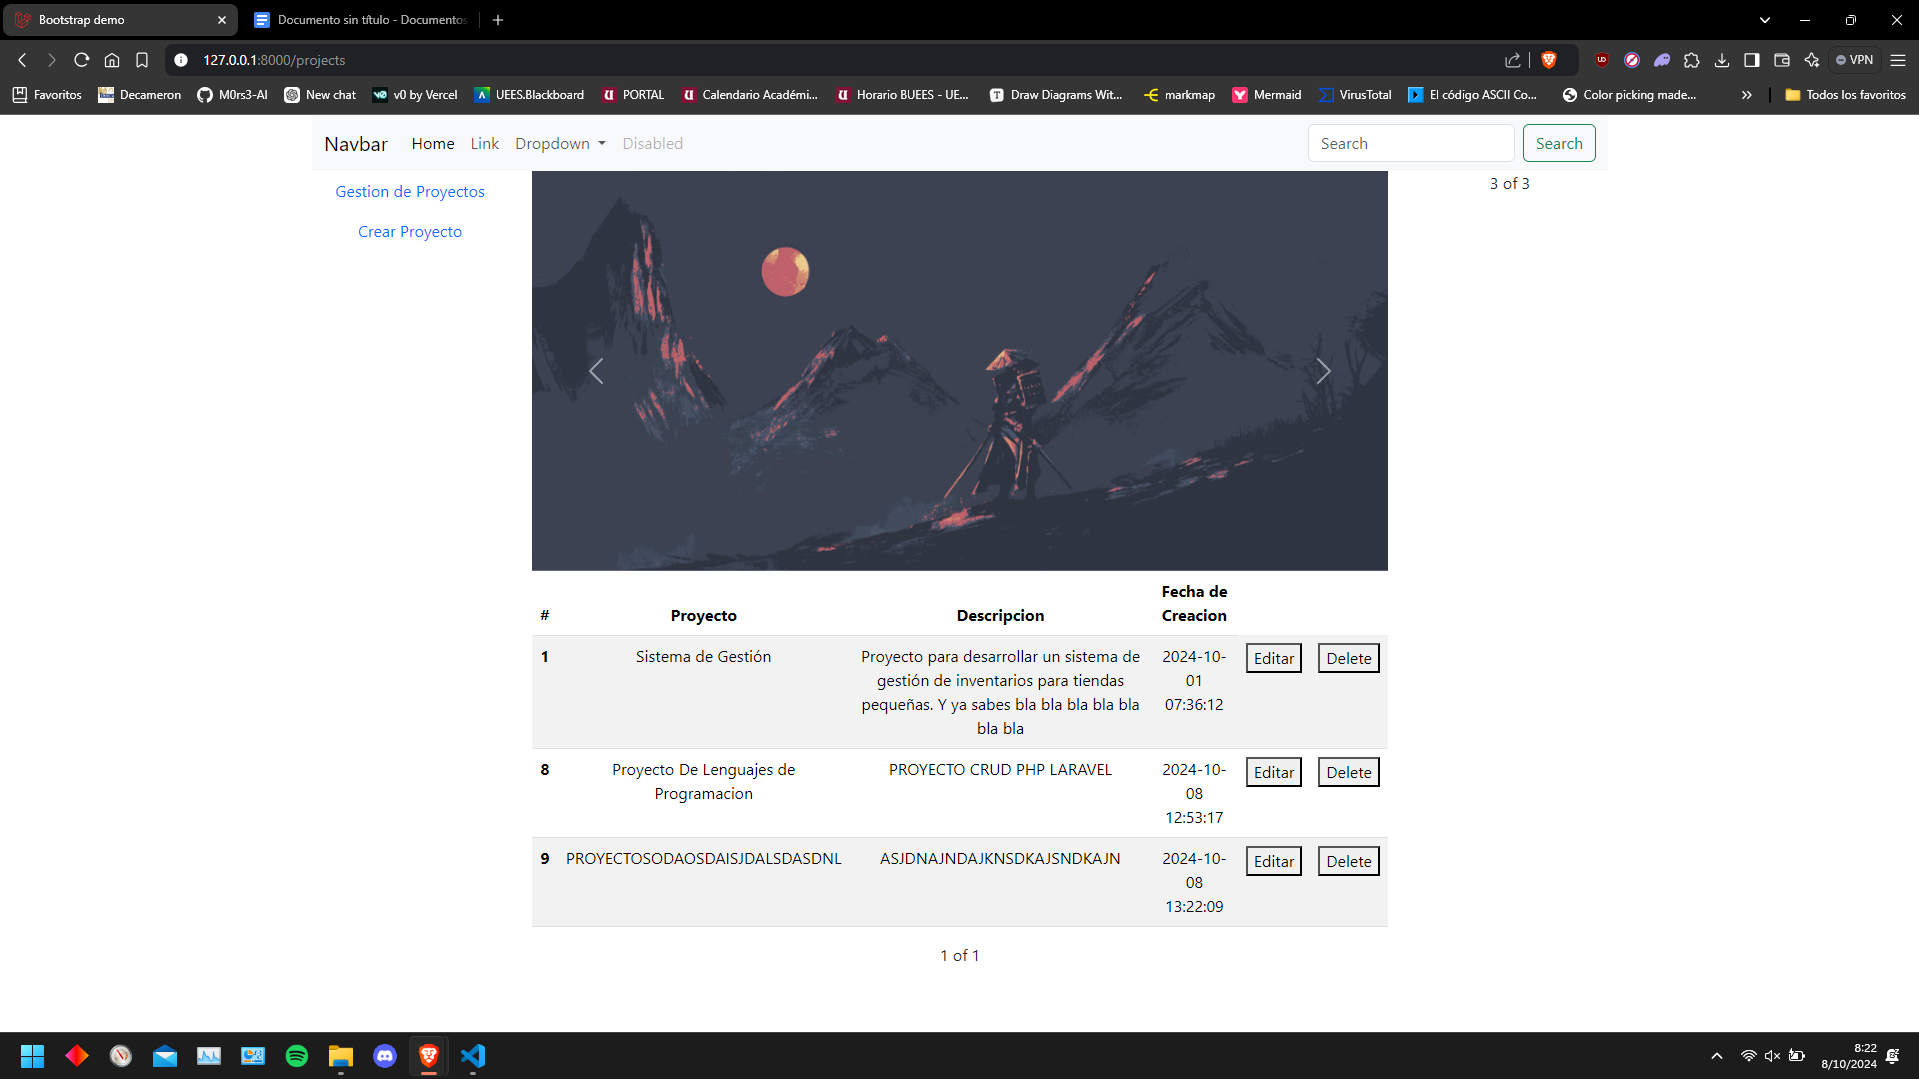 Bootstrap demo
Documento sin título - Documentos
127.0.0.1:8000/projects
VPN
Favoritos
Decameron
M0rs3-AI
New chat
v0 by Vercel
UEES.Blackboard
PORTAL
Calendario Académi...
Horario BUEES - UE...
Draw Diagrams Wit...
markmap
Mermaid
VirusTotal
El código ASCII Co...
Color picking made...
Todos los favoritos
Navbar
Home
Link
Dropdown
Disabled
Search
Search
Gestion de Proyectos
Crear Proyecto
3 of 3
# Proyecto Descripcion Fecha de
Creacion
1 Sistema de Gestión
Proyecto para desarrollar un sistema de
gestión de inventarios para tiendas
pequeñas. Y ya sabes bla bla bla bla bla
bla bla
2024-10-
01
07:36:12
Editar
Delete
8
Proyecto De Lenguajes de
Programacion
PROYECTO CRUD PHP LARAVEL
2024-10-
08
12:53:17
Editar
Delete
9
PROYECTOSODAOSDAISJDALSDASDNL
ASJDNAJNDAJKNSDKAJSNDKAJN
2024-10-
08
13:22:09
Editar
Delete
1 of 1
8:22
8/10/2024